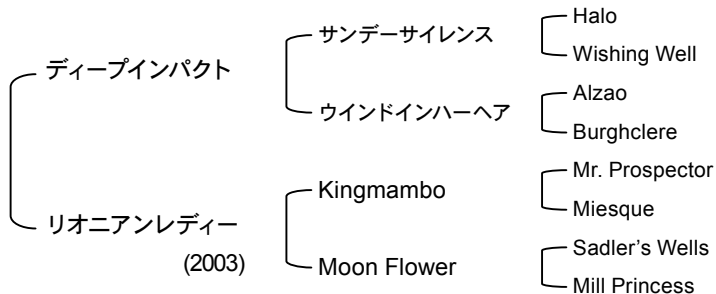 ディープインパクト
リオニアンレディー
(2003)
サンデーサイレンス
ウインドインハーヘア
Kingmambo
Moon Flower
Halo
Wishing Well
Alzao
Burghclere
Mr. Prospector
Miesque
Sadler's Wells
Mill Princess